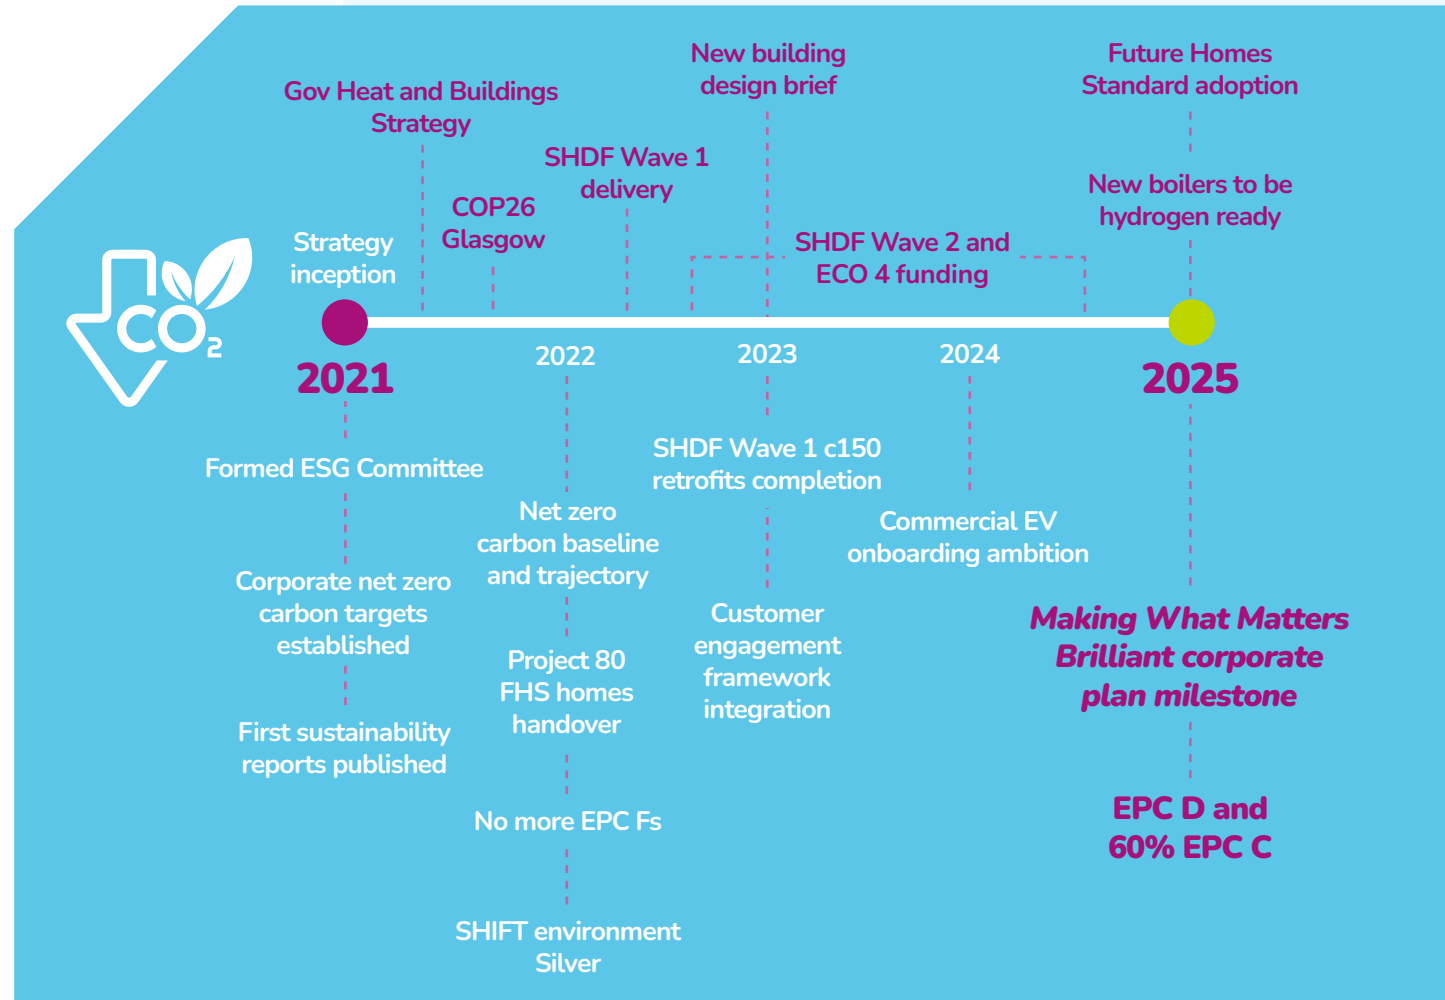 Gov Heat and Buildings
Strategy
COP26
Glasgow
SHDF Wave 1
delivery
New building
design brief
SHDF Wave 2 and
ECO 4 funding
Future Homes
Standard adoption
New boilers to be
hydrogen ready
CO2
Strategy
inception
2021
2022
2023
2024
2025
Formed ESG Committee
Corporate net zero
carbon targets
established
First sustainability
reports published
Net zero
carbon baseline
and trajectory
Project 80
FHS homes
handover
No more EPC Fs
SHIFT environment
Silver
SHDF Wave 1 c150
retrofits completion
Customer
engagement
framework
integration
Commercial EV
onboarding ambition
Making What Matters
Brilliant corporate
plan milestone
EPC D and
60% EPC C